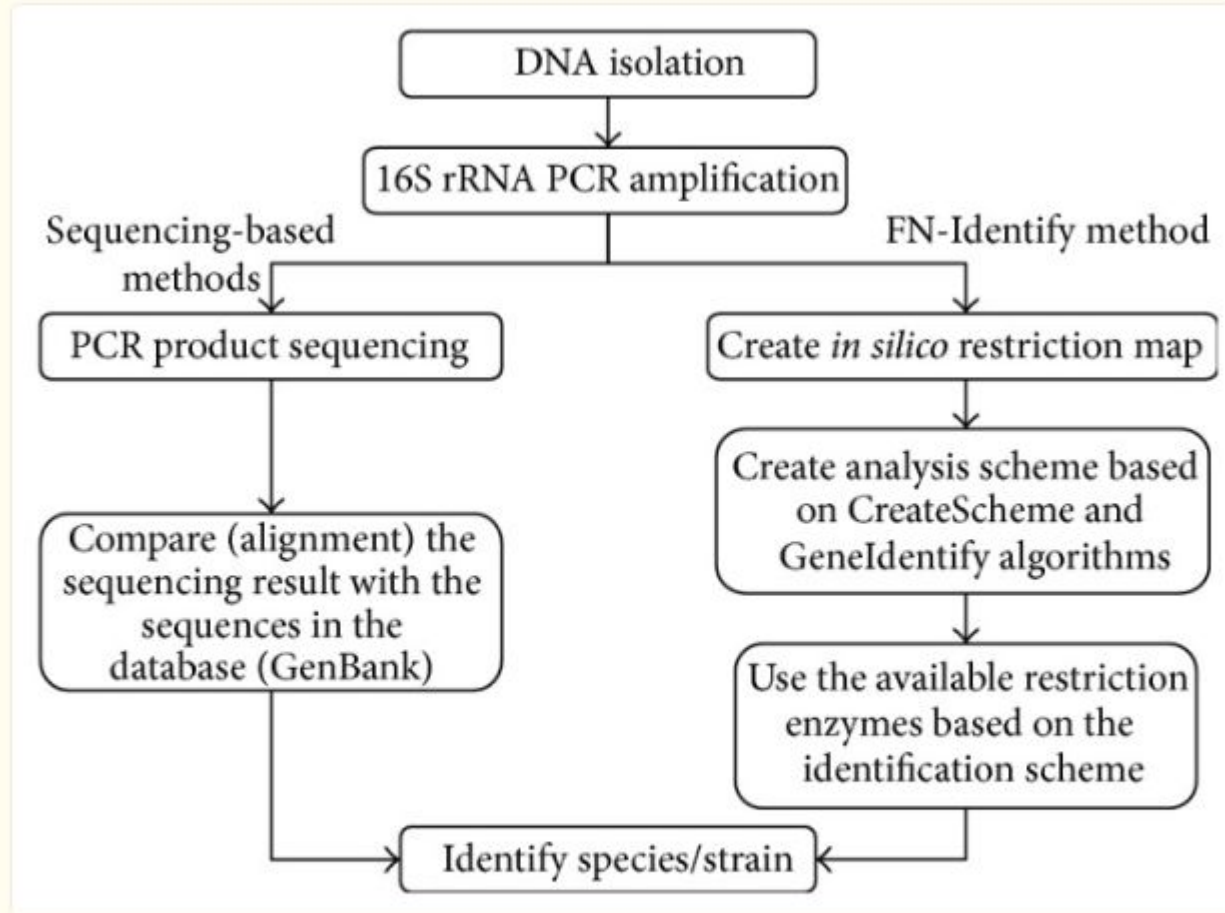 DNA isolation
16S rRNA PCR amplification
Sequencing-based
methods
FN-Identify method
PCR product sequencing
Create in silico restriction map
Compare (alignment) the
sequencing result with the
sequences in the
database (GenBank)
Create analysis scheme based
on CreateScheme and
GeneIdentify algorithms
Use the available restriction
enzymes based on the
identification scheme
Identify species/strain